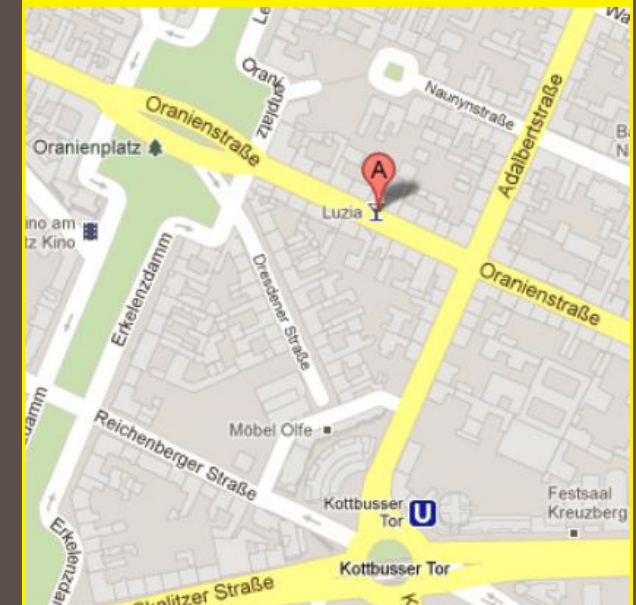 Oranienplatz
Naunynstraße
Adalbertstraße
Oranienstraße
Oranienplatz
A
Luzia
Oranienstraße
Erkelenzdamm
Dresdener Straße
Möbel Olfe
Reichenberger Straße
Kottbusser
Tor
U
Festsaal
Kreuzberg
Kottbusser Tor